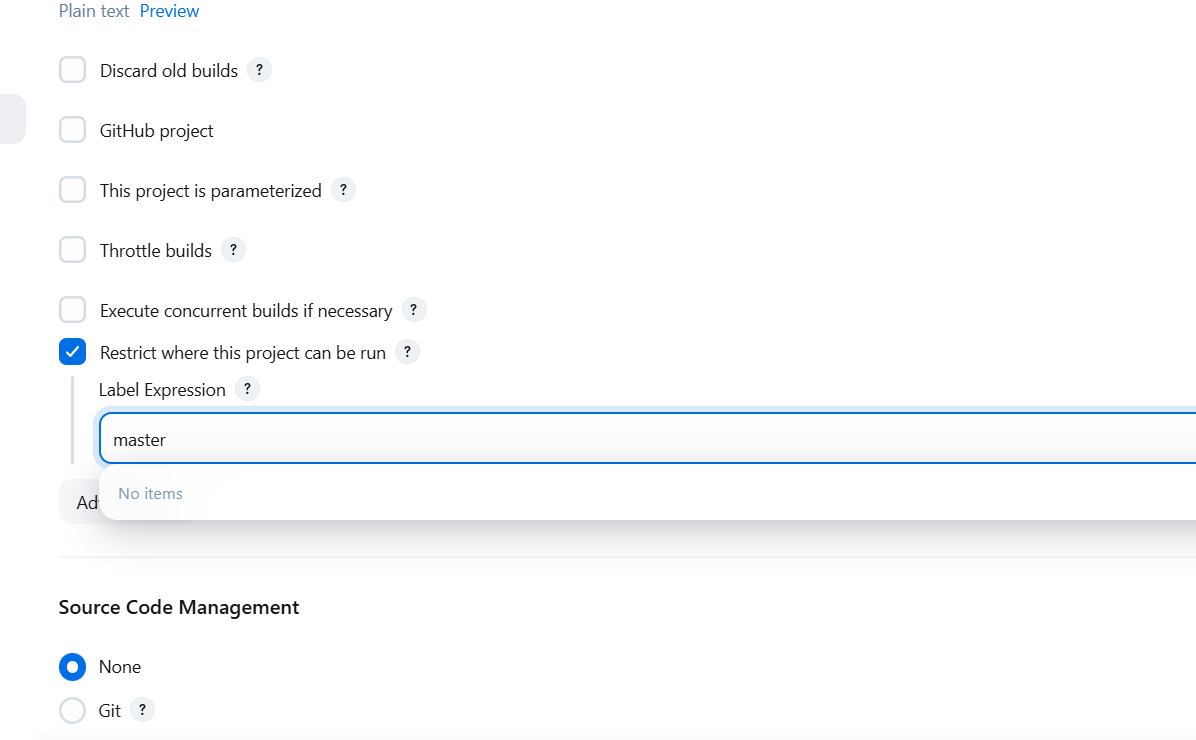 Plain text Preview
Discard old builds ?
GitHub project
This project is parameterized ?
Throttle builds ?
Execute concurrent builds if necessary ?
Restrict where this project can be run ?
Label Expression ?
master
No items
Ad
Source Code Management
None
Git ?